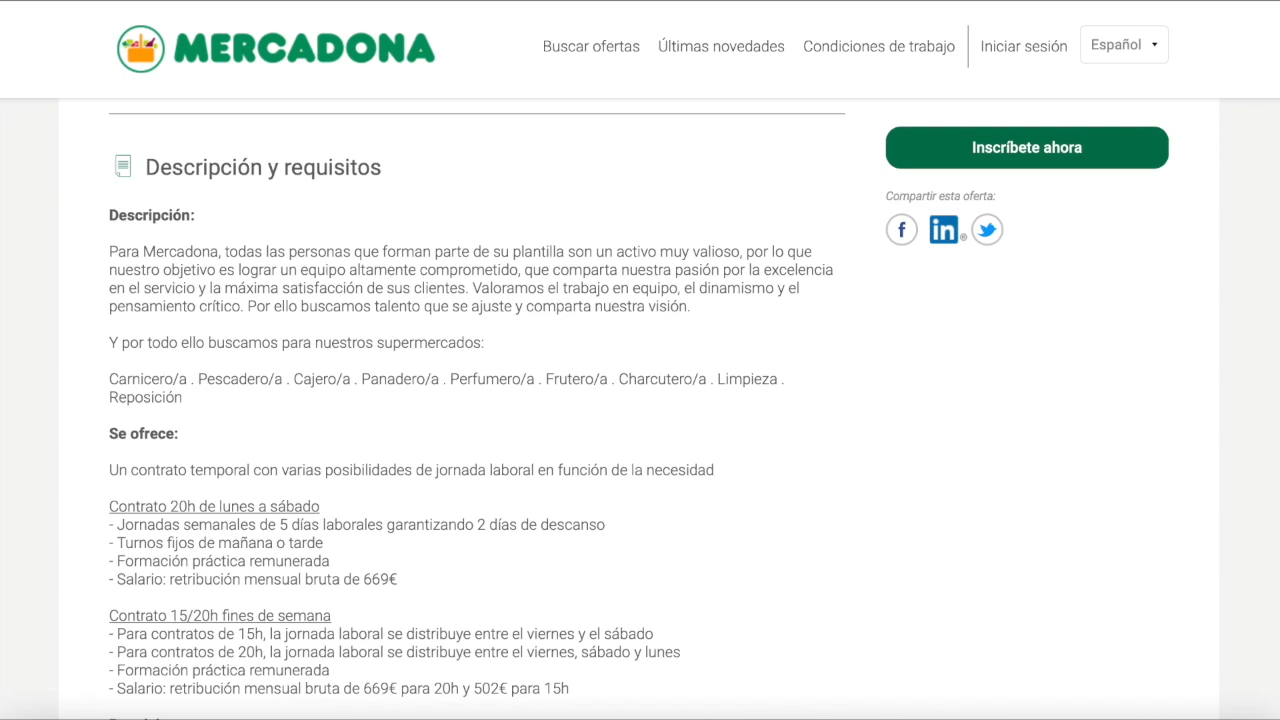 MERCADONA
Buscar ofertas Últimas novedades Condiciones de trabajo Iniciar sesión Español
Inscríbete ahora
Compartir esta oferta:
f in ®
Descripción y requisitos
Descripción:
Para Mercadona, todas las personas que forman parte de su plantilla son un activo muy valioso, por lo que
nuestro objetivo es lograr un equipo altamente comprometido, que comparta nuestra pasión por la excelencia
en el servicio y la máxima satisfacción de sus clientes. Valoramos el trabajo en equipo, el dinamismo y el
pensamiento crítico. Por ello buscamos talento que se ajuste y comparta nuestra visión.
Y por todo ello buscamos para nuestros supermercados:
Carnicero/a . Pescadero/a . Cajero/a . Panadero/a . Perfumero/a . Frutero/a . Charcutero/a . Limpieza .
Reposición
Se ofrece:
Un contrato temporal con varias posibilidades de jornada laboral en función de la necesidad
Contrato 20h de lunes a sábado
- Jornadas semanales de 5 días laborales garantizando 2 días de descanso
- Turnos fijos de mañana o tarde
- Formación práctica remunerada
- Salario: retribución mensual bruta de 669€
Contrato 15/20h fines de semana
- Para contratos de 15h, la jornada laboral se distribuye entre el viernes y el sábado
- Para contratos de 20h, la jornada laboral se distribuye entre el viernes, sábado y lunes
- Formación práctica remunerada
- Salario: retribución mensual bruta de 669€ para 20h y 502€ para 15h